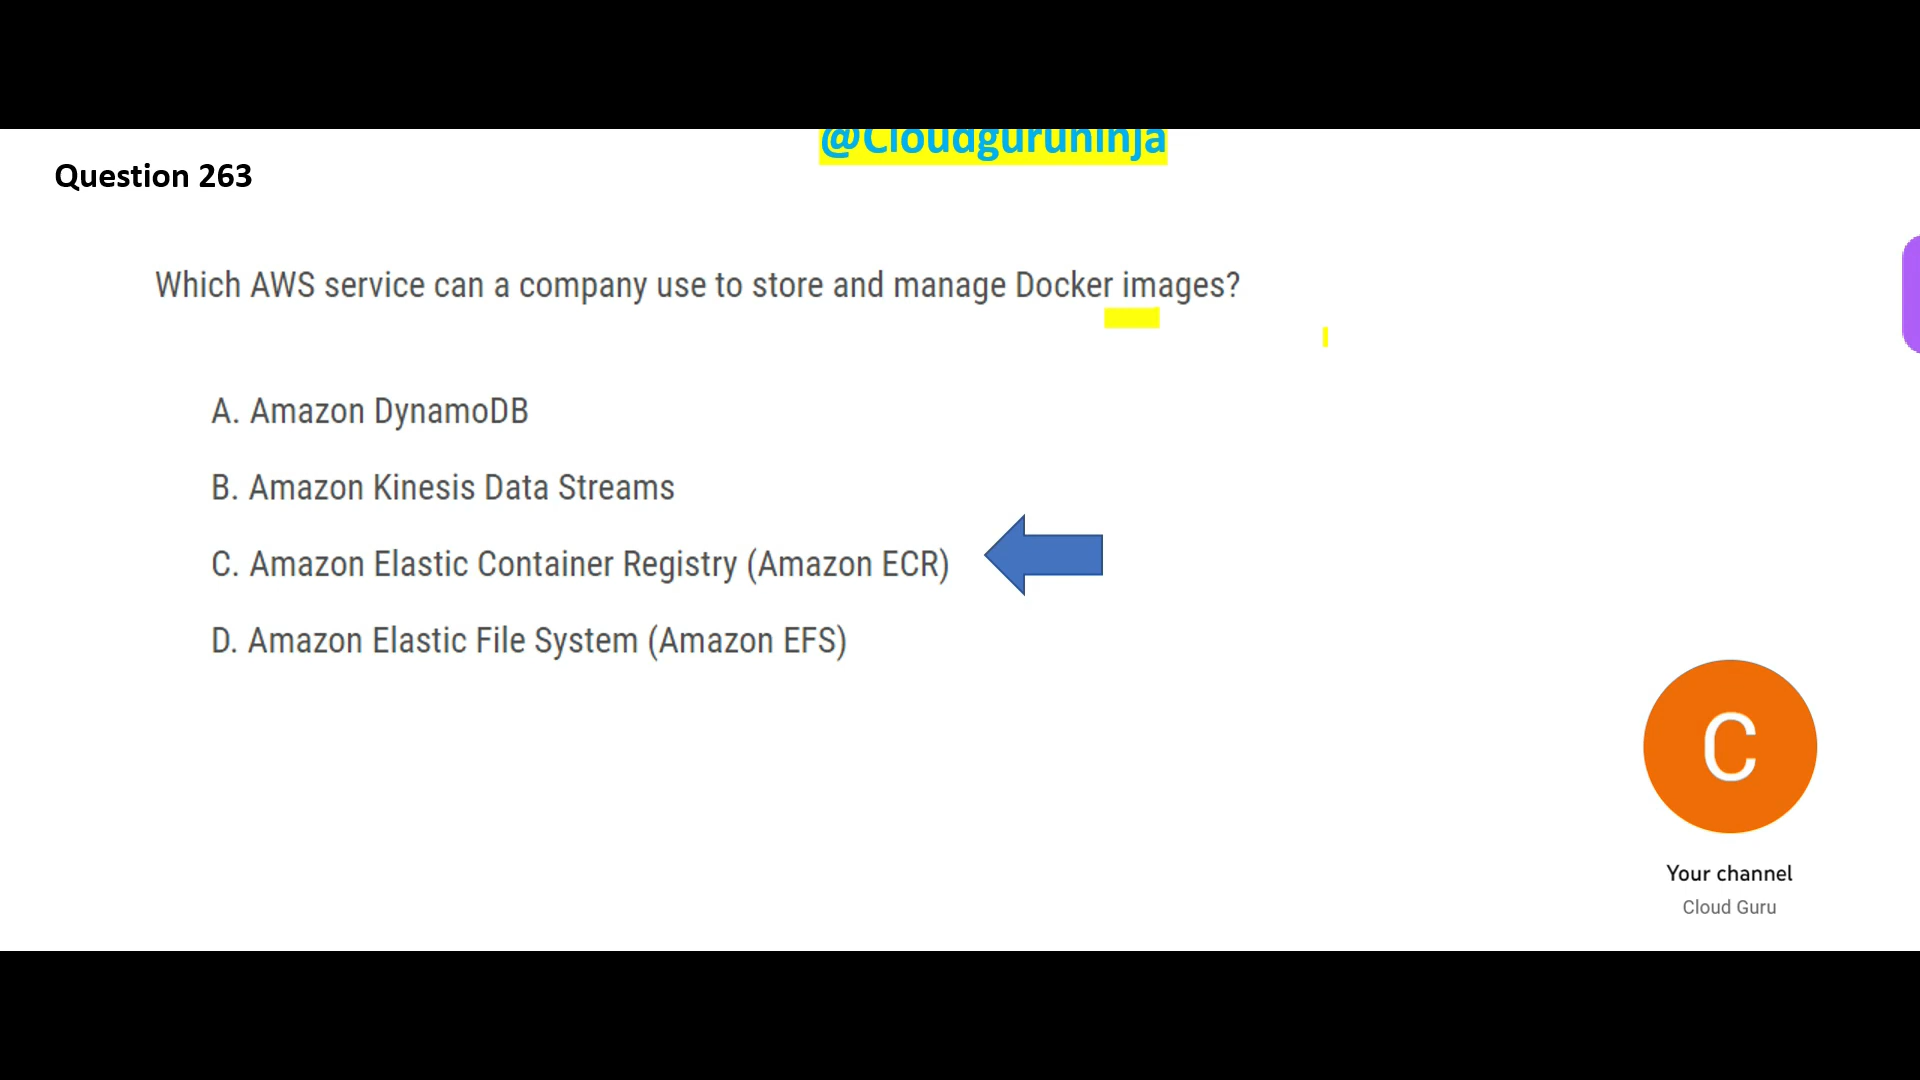 @Cloudguruninja
Question 263
Which AWS service can a company use to store and manage Docker images?
A. Amazon DynamoDB
B. Amazon Kinesis Data Streams
C. Amazon Elastic Container Registry (Amazon ECR)
D. Amazon Elastic File System (Amazon EFS)
C
Your channel
Cloud Guru